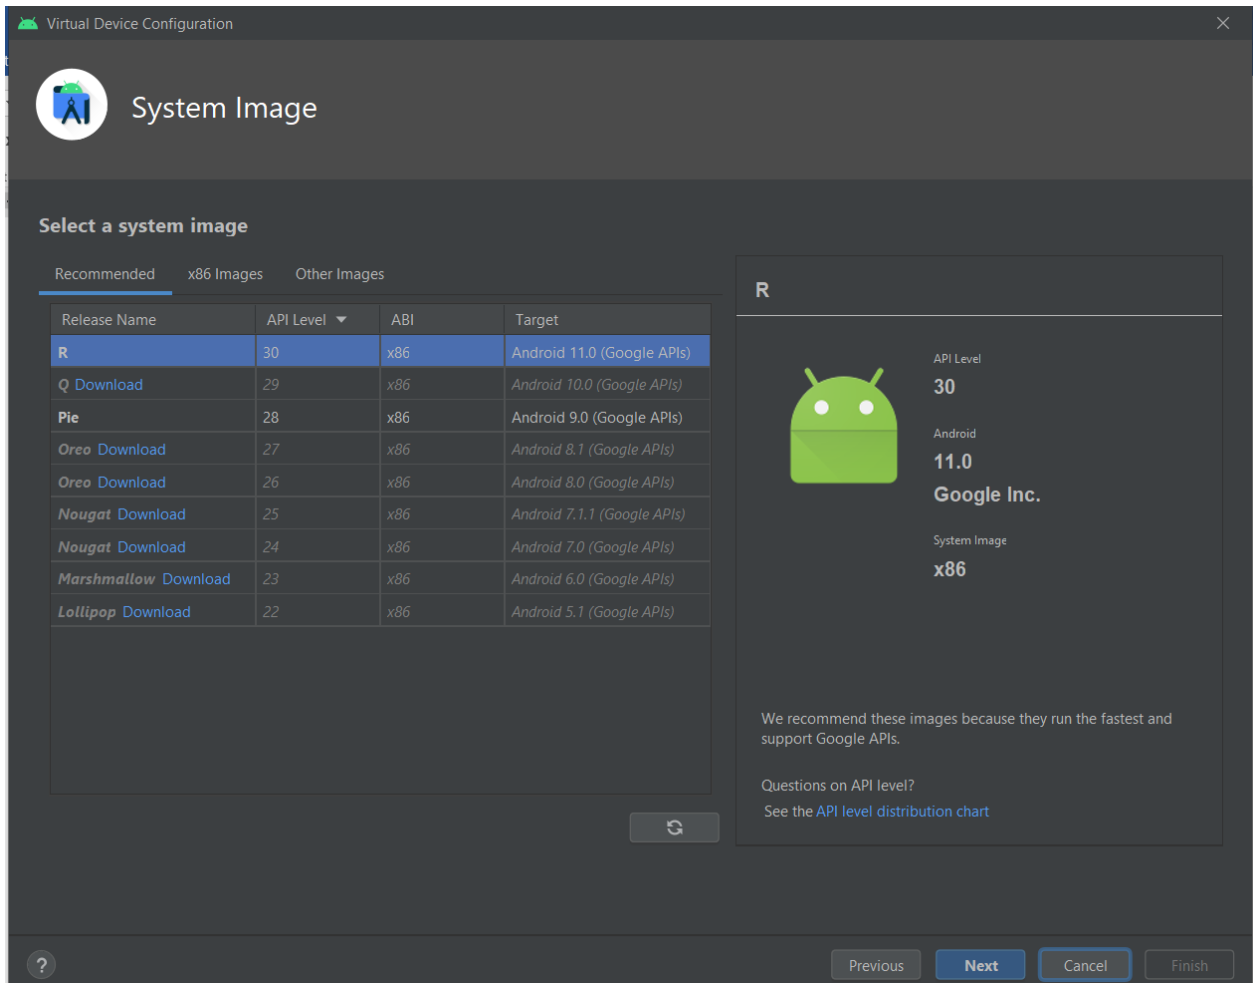 Virtual Device Configuration
System Image
Select a system image
Recommended x86 Images Other Images
Release Name API Level ABI Target
R 30 x86 Android 11.0 (Google APIs)
Q Download 29 x86 Android 10.0 (Google APIs)
Pie 28 x86 Android 9.0 (Google APIs)
Oreo Download 27 x86 Android 8.1 (Google APIs)
Oreo Download 26 x86 Android 8.0 (Google APIs)
Nougat Download 25 x86 Android 7.1.1 (Google APIs)
Nougat Download 24 x86 Android 7.0 (Google APIs)
Marshmallow Download 23 x86 Android 6.0 (Google APIs)
Lollipop Download 22 x86 Android 5.1 (Google APIs)
R
API Level
30
Android
11.0
Google Inc.
System Image
x86
We recommend these images because they run the fastest and
support Google APIs.
Questions on API level?
See the API level distribution chart
?
Previous Next Cancel Finish